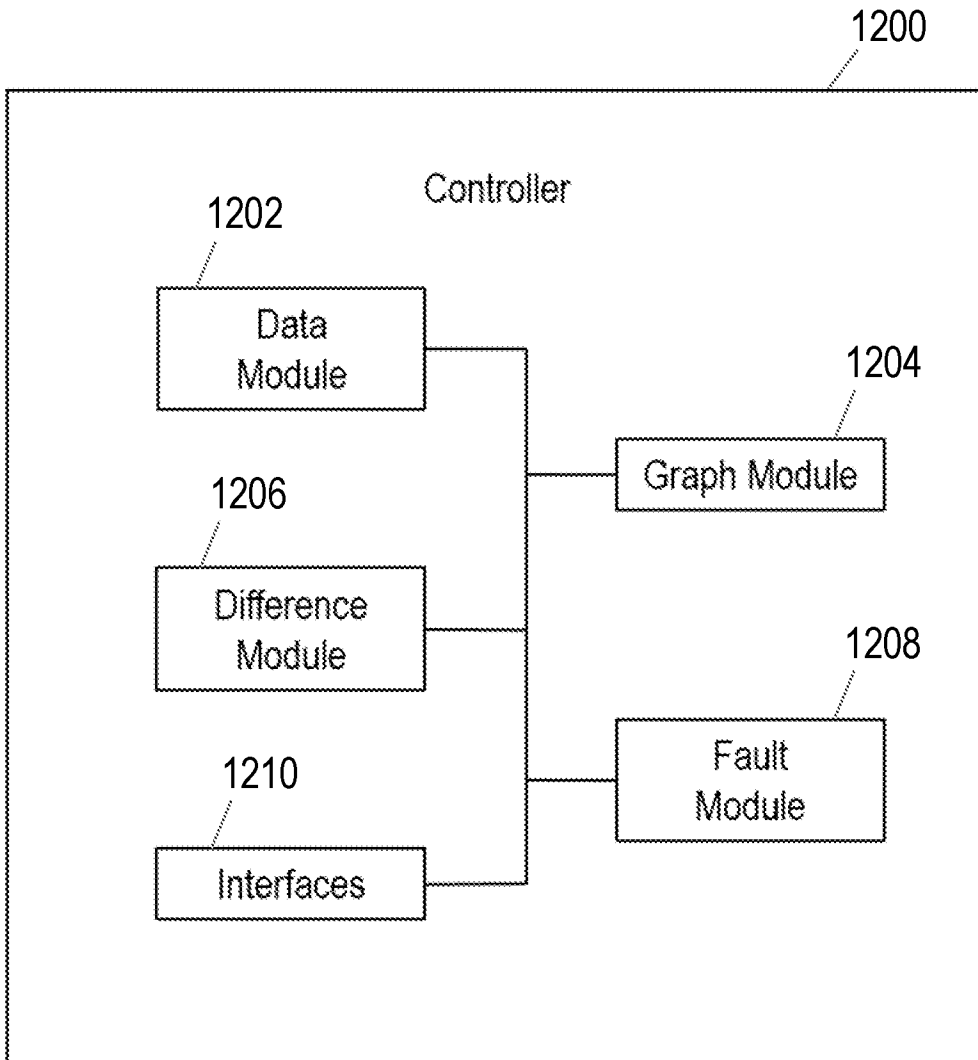 1200
Controller
1202
Data
Module
1204
Graph Module
1206
Difference
Module
1208
Fault
Module
1210
Interfaces